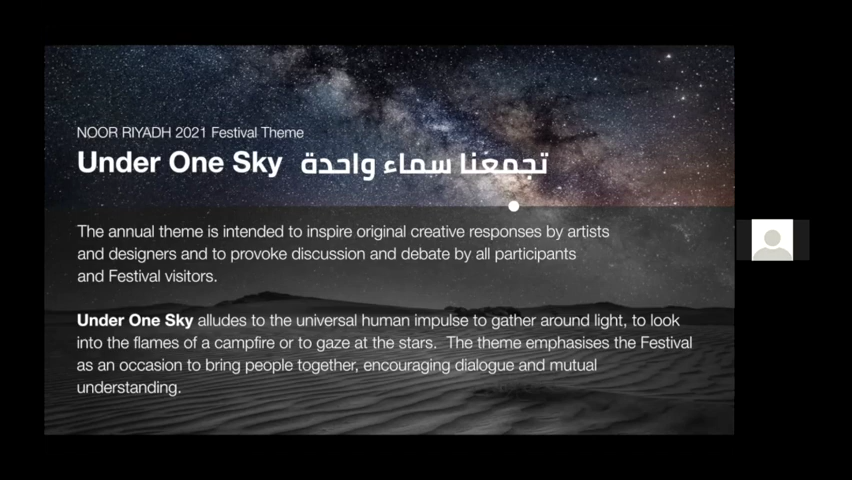 NOOR RIYADH 2021 Festival Theme
Under One Sky تجمعنا سماء واحدة
The annual theme is intended to inspire original creative responses by artists
and designers and to provoke discussion and debate by all participants
and Festival visitors.
Under One Sky alludes to the universal human impulse to gather around light, to look
into the flames of a campfire or to gaze at the stars. The theme emphasises the Festival
as an occasion to bring people together, encouraging dialogue and mutual
understanding.